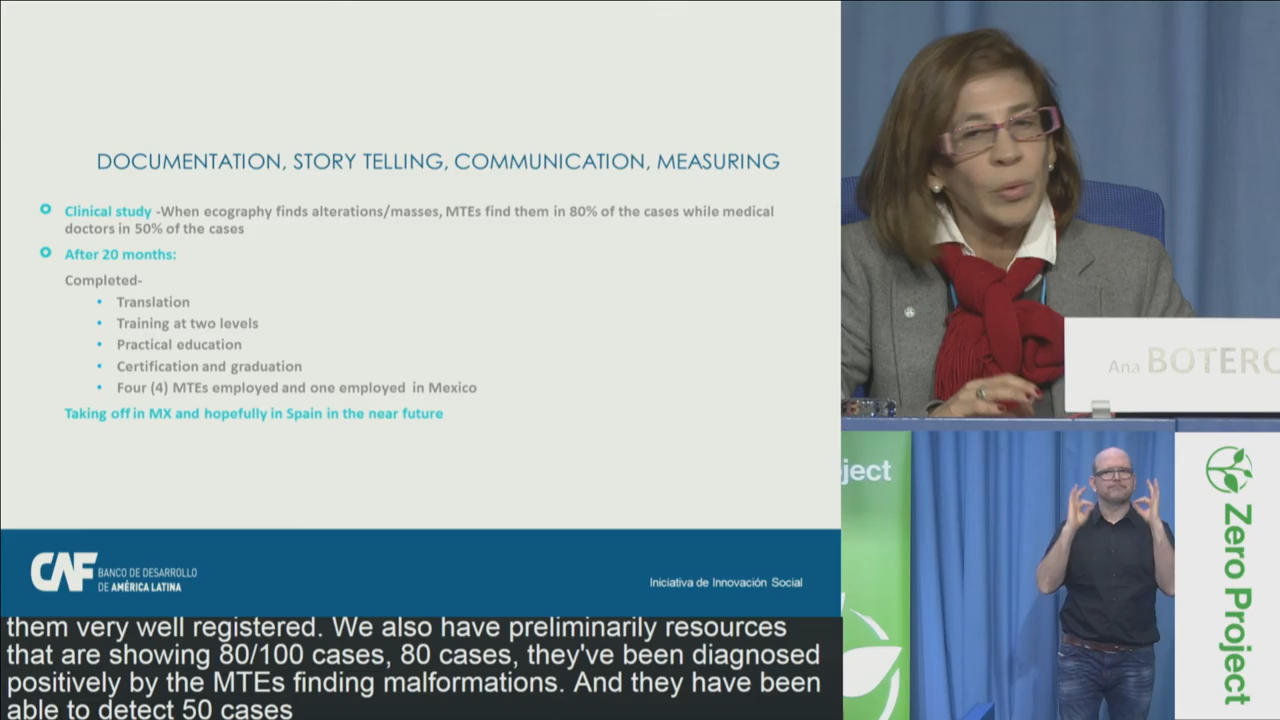 DOCUMENTATION, STORY TELLING, COMMUNICATION, MEASURING
Clinical study -When ecography finds alterations/masses, MTEs find them in 80% of the cases while medical
doctors in 50% of the cases
After 20 months:
Completed-
• Translation
• Training at two levels
• Practical education
• Certification and graduation
• Four (4) MTEs employed and one employed in Mexico
Taking off in MX and hopefully in Spain in the near future
CAF BANCO DE DESARROLLO
DE AMÉRICA LATINA
Iniciativa de Innovación Social
them very well registered. We also have preliminarily resources
that are showing 80/100 cases, 80 cases, they've been diagnosed
positively by the MTEs finding malformations. And they have been
able to detect 50 cases
Ana BOTERO
ject
Zero Project